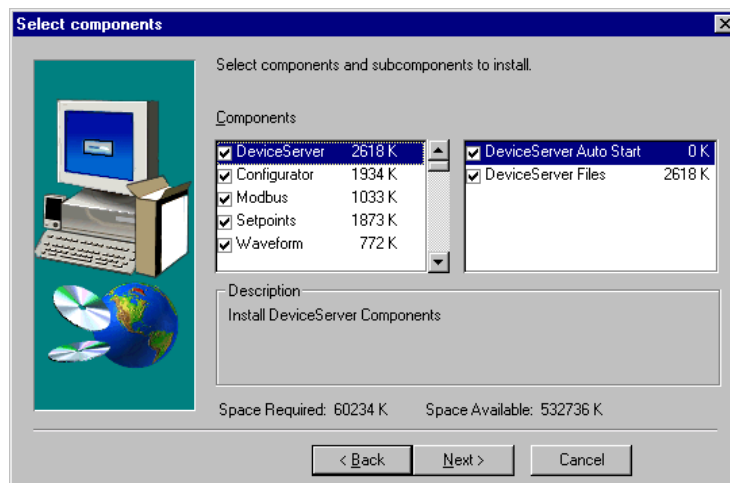 Select components
Select components and subcomponents to install.
Components
DeviceServer 2618 K
Configurator 1934 K
Modbus 1033 K
Setpoints 1873 K
Waveform 772 K
DeviceServer Auto Start 0 K
DeviceServer Files 2618 K
Description
Install DeviceServer Components
Space Required: 60234 K Space Available: 532736 K
< Back Next > Cancel